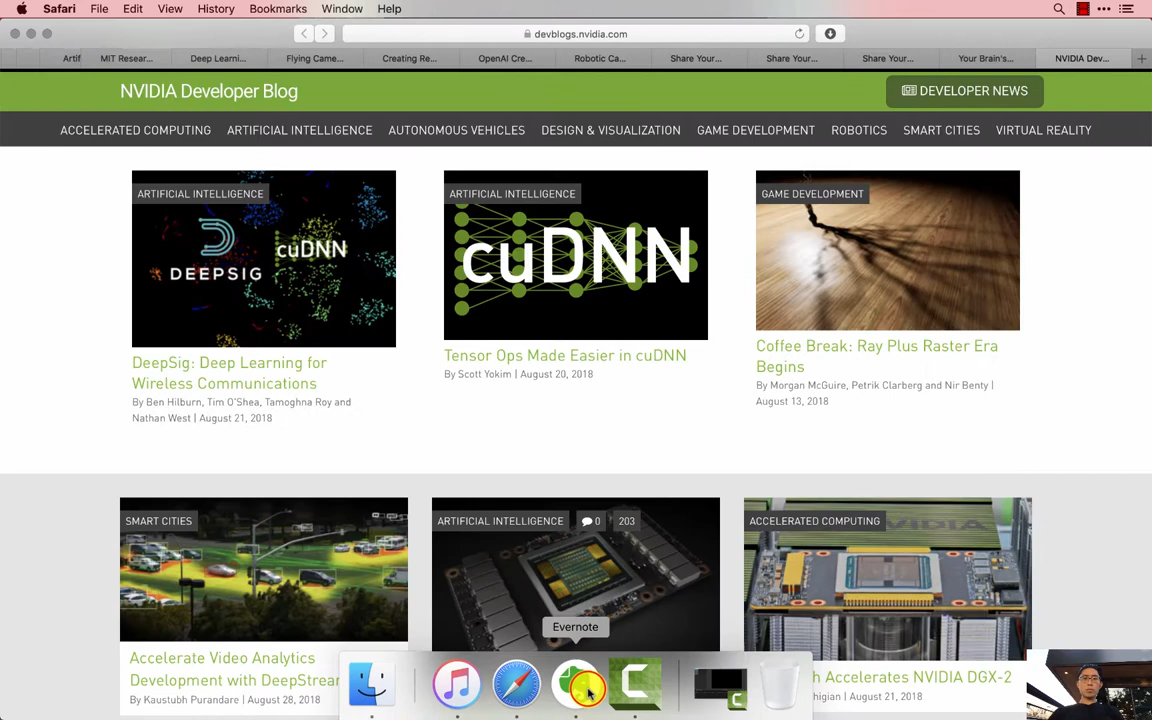 Safari File Edit View History Bookmarks Window Help
devblogs.nvidia.com
Artif MIT Resear... Deep Learni... Flying Came... Creating Re... OpenAI Cre... Robotic Ca... Share Your... Share Your... Share Your... Your Brain's... NVIDIA Dev...
NVIDIA Developer Blog
DEVELOPER NEWS
ACCELERATED COMPUTING ARTIFICIAL INTELLIGENCE AUTONOMOUS VEHICLES DESIGN & VISUALIZATION GAME DEVELOPMENT ROBOTICS SMART CITIES VIRTUAL REALITY
ARTIFICIAL INTELLIGENCE
DEEPSIG
cuDNN
DeepSig: Deep Learning for
Wireless Communications
By Ben Hilburn, Tim O'Shea, Tamoghna Roy and
Nathan West | August 21, 2018
ARTIFICIAL INTELLIGENCE
cuDNN
Tensor Ops Made Easier in cuDNN
By Scott Yokim | August 20, 2018
GAME DEVELOPMENT
Coffee Break: Ray Plus Raster Era
Begins
By Morgan McGuire, Petrik Clarberg and Nir Benty |
August 13, 2018
SMART CITIES
Accelerate Video Analytics
Development with DeepStrea
By Kaustubh Purandare | August 28, 2018
ARTIFICIAL INTELLIGENCE 0 203
Evernote
ACCELERATED COMPUTING
NVIDIA
h Accelerates NVIDIA DGX-2
higian | August 21, 2018